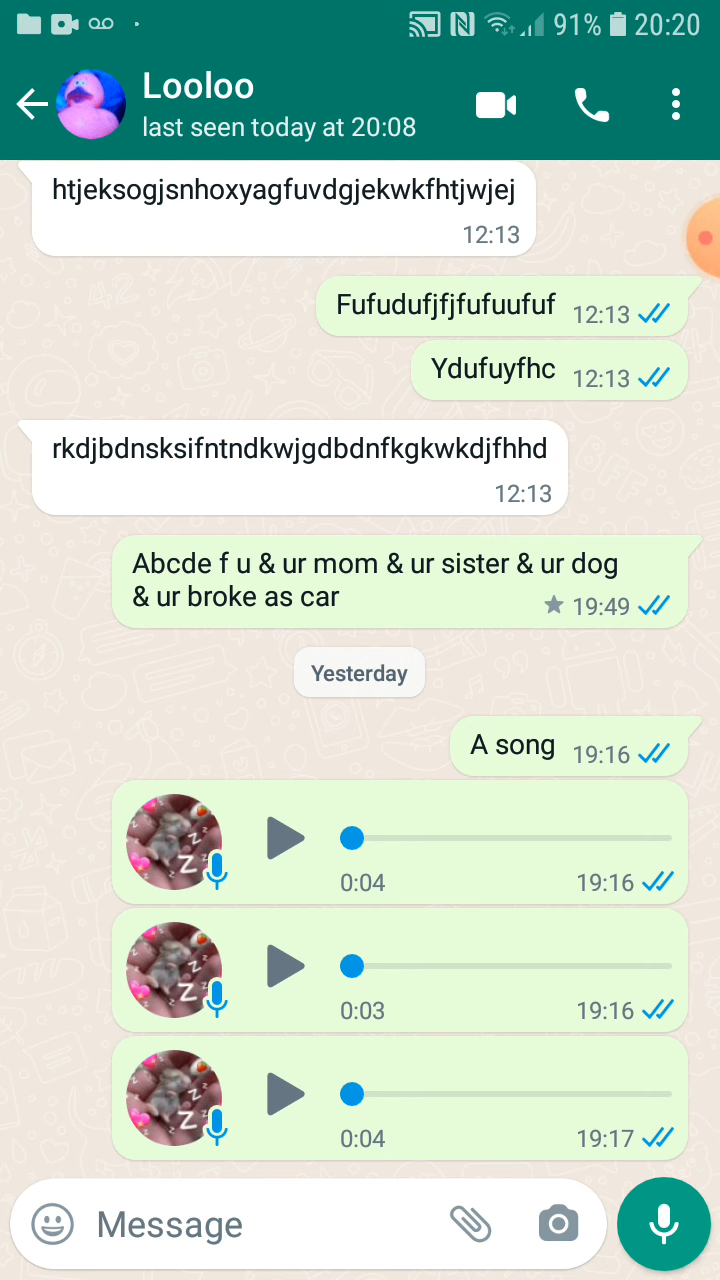 91% 20:20
Looloo
last seen today at 20:08
htjeksogjsnhoxyagfuvdgjekwkfhtjwjej
12:13
Fufudufjfjfufuufuf 12:13
Ydufuyfhc 12:13
rkdjbdnsksifntndkwjgdbdnfkgkwkdjfhhd
12:13
Abcde f u & ur mom & ur sister & ur dog
& ur broke as car 19:49
Yesterday
A song 19:16
0:04 19:16
0:03 19:16
0:04 19:17
Message